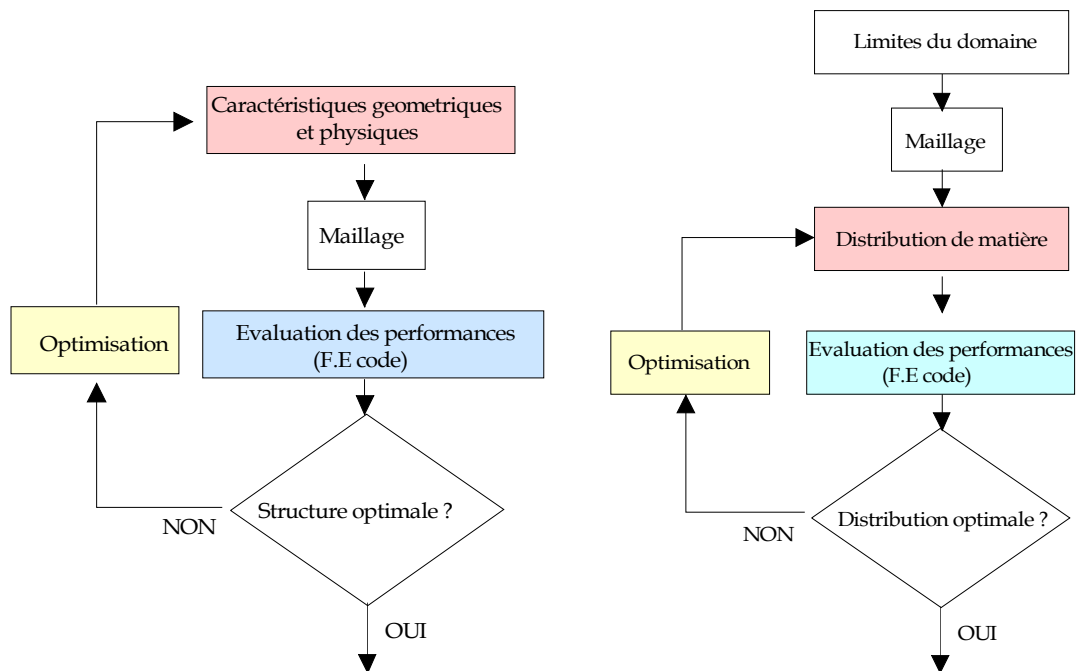 Caractéristiques geometriques
et physiques
Maillage
Optimisation
Evaluation des performances
(F.E code)
Structure optimale ?
NON
OUI
Limites du domaine
Maillage
Distribution de matière
Optimisation
Evaluation des performances
(F.E code)
Distribution optimale ?
NON
OUI